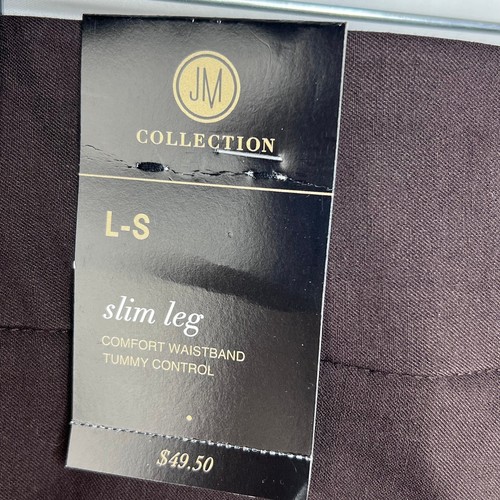 JM
COLLECTION
L-S
slim leg
COMFORT WAISTBAND
TUMMY CONTROL
$49.50